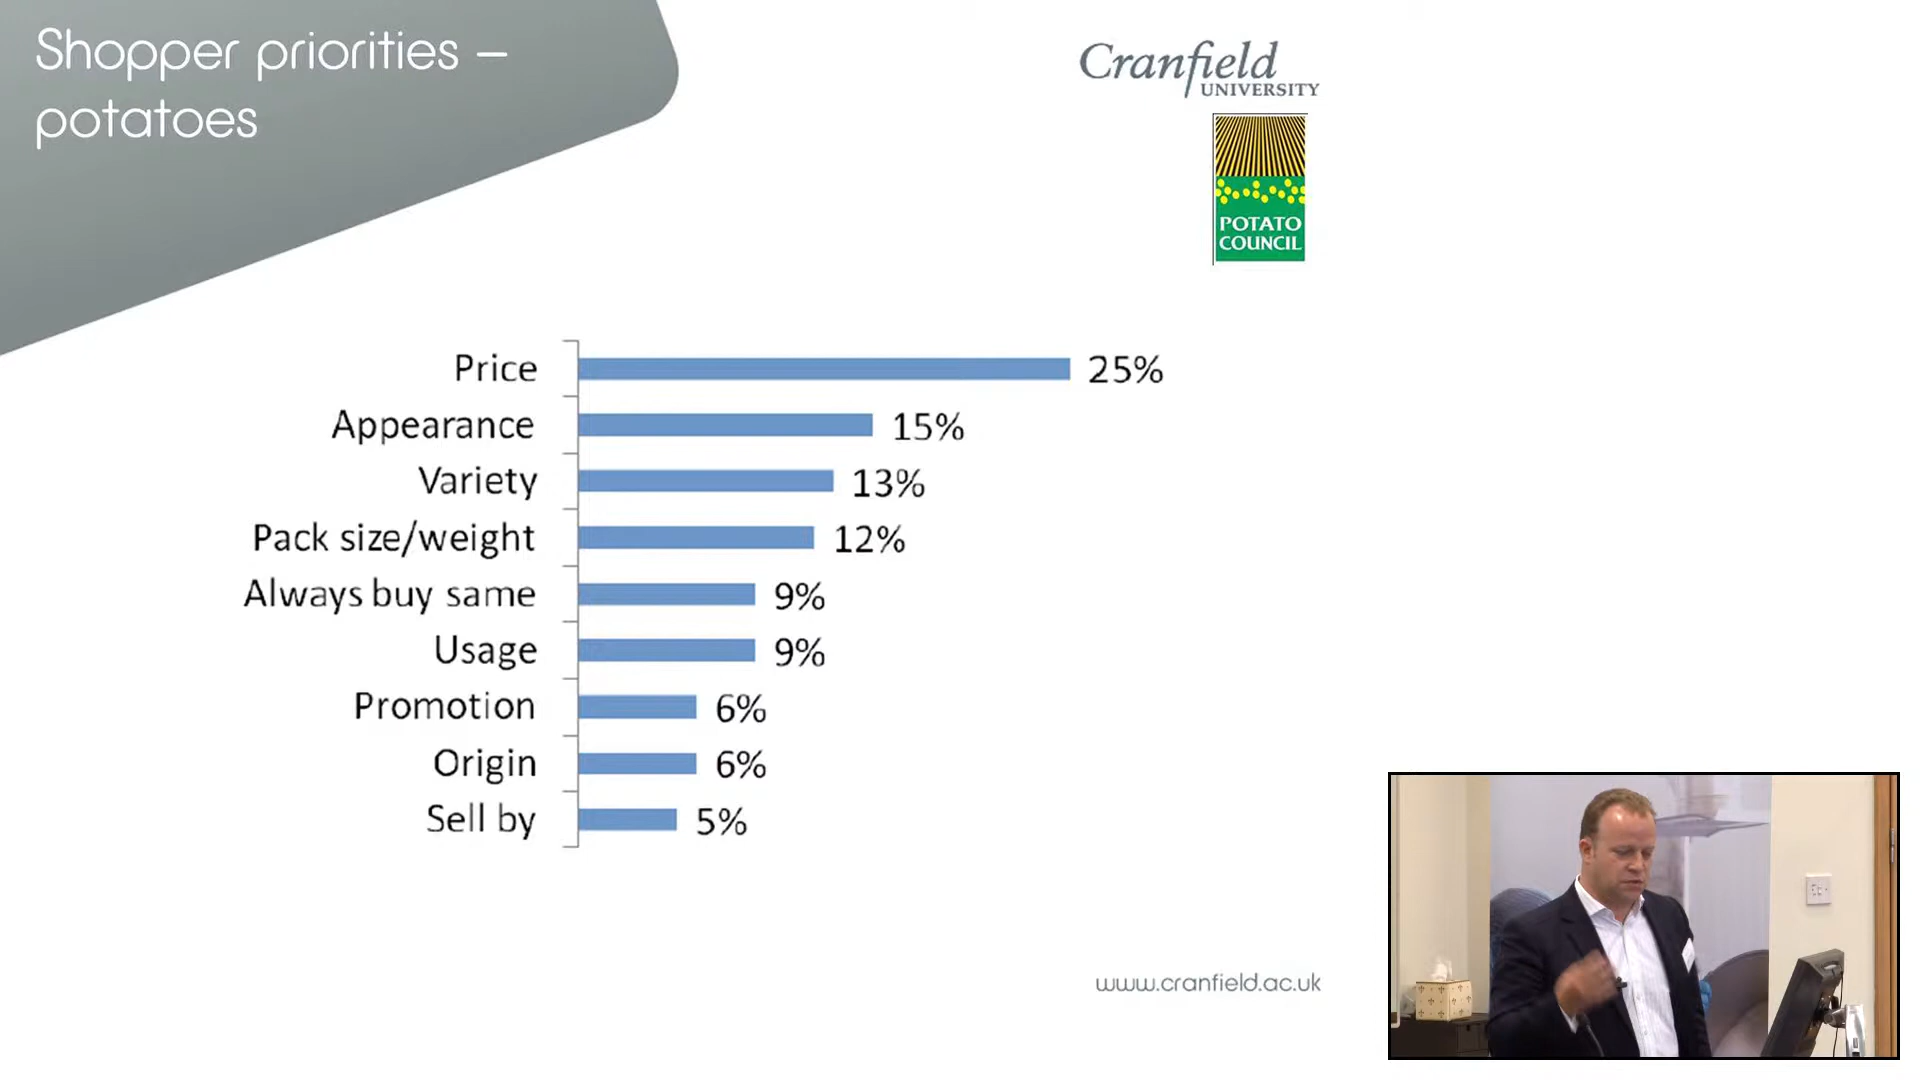 Shopper priorities –
potatoes
Cranfield
UNIVERSITY
POTATO
COUNCIL
Price 25%
Appearance 15%
Variety 13%
Pack size/weight 12%
Always buy same 9%
Usage 9%
Promotion 6%
Origin 6%
Sell by 5%
www.cranfield.ac.uk